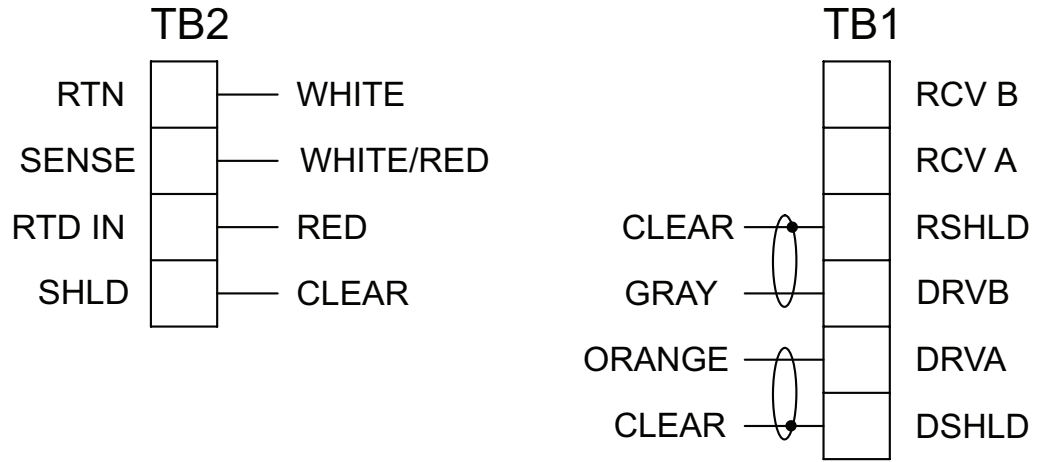 TB2
RTN WHITE
SENSE WHITE/RED
RTD IN RED
SHLD CLEAR
TB1
RCV B
RCV A
CLEAR RSHLD
GRAY DRVB
ORANGE DRVA
CLEAR DSHLD